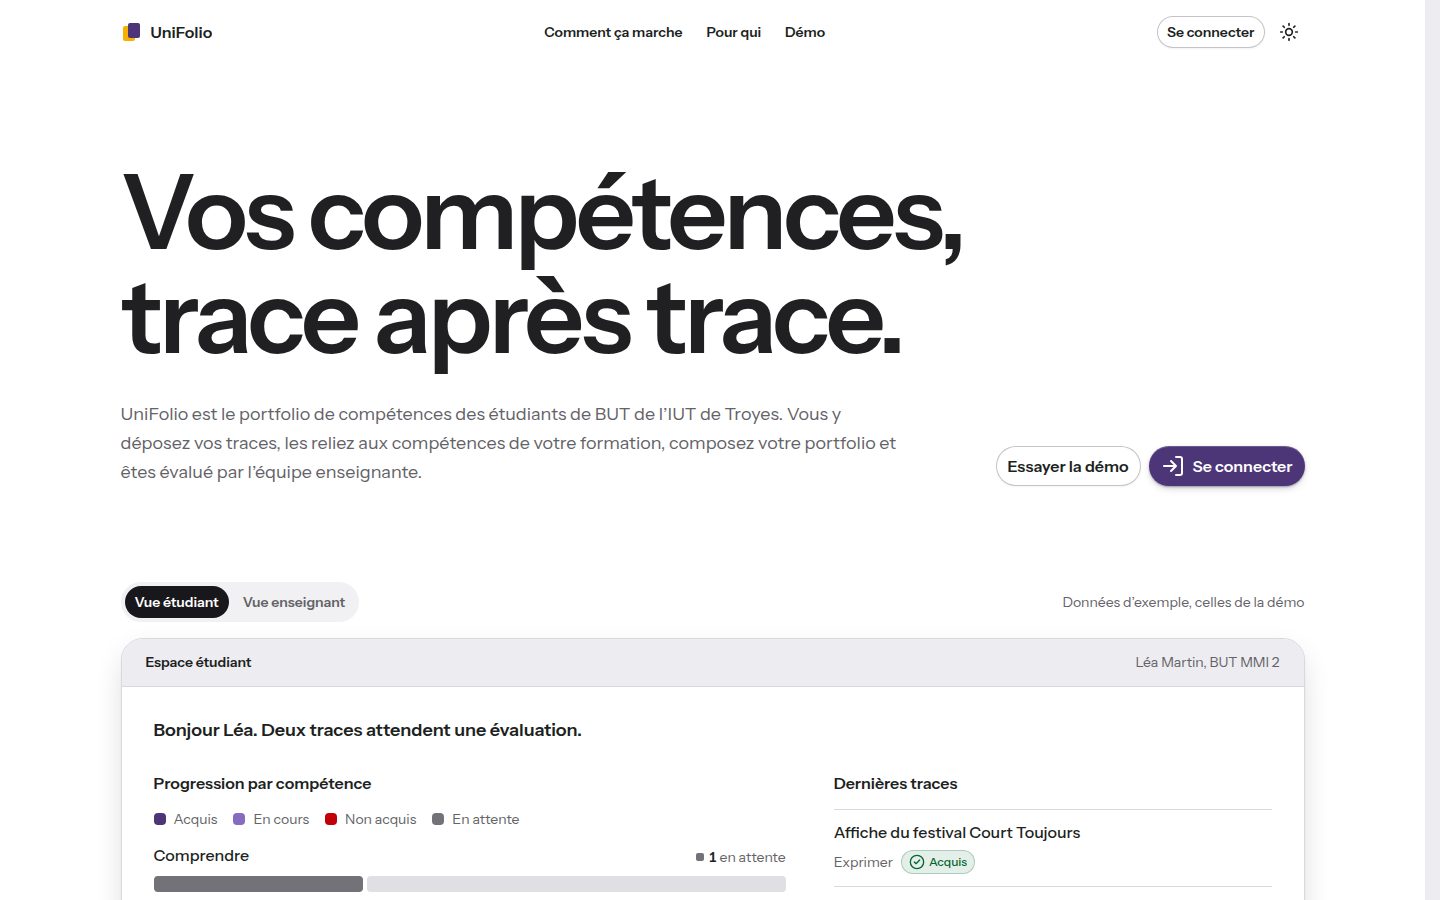 UniFolio
Comment ça marche
Pour qui
Démo
Se connecter
Vos compétences,
trace après trace.
UniFolio est le portfolio de compétences des étudiants de BUT de l’IUT de Troyes. Vous y
déposez vos traces, les reliez aux compétences de votre formation, composez votre portfolio et
êtes évalué par l’équipe enseignante.
Essayer la démo
Se connecter
Vue étudiant
Vue enseignant
Données d’exemple, celles de la démo
Espace étudiant
Léa Martin, BUT MMI 2
Bonjour Léa. Deux traces attendent une évaluation.
Progression par compétence
Acquis
En cours
Non acquis
En attente
Comprendre
1 en attente
Dernières traces
Affiche du festival Court Toujours
Exprimer
Acquis